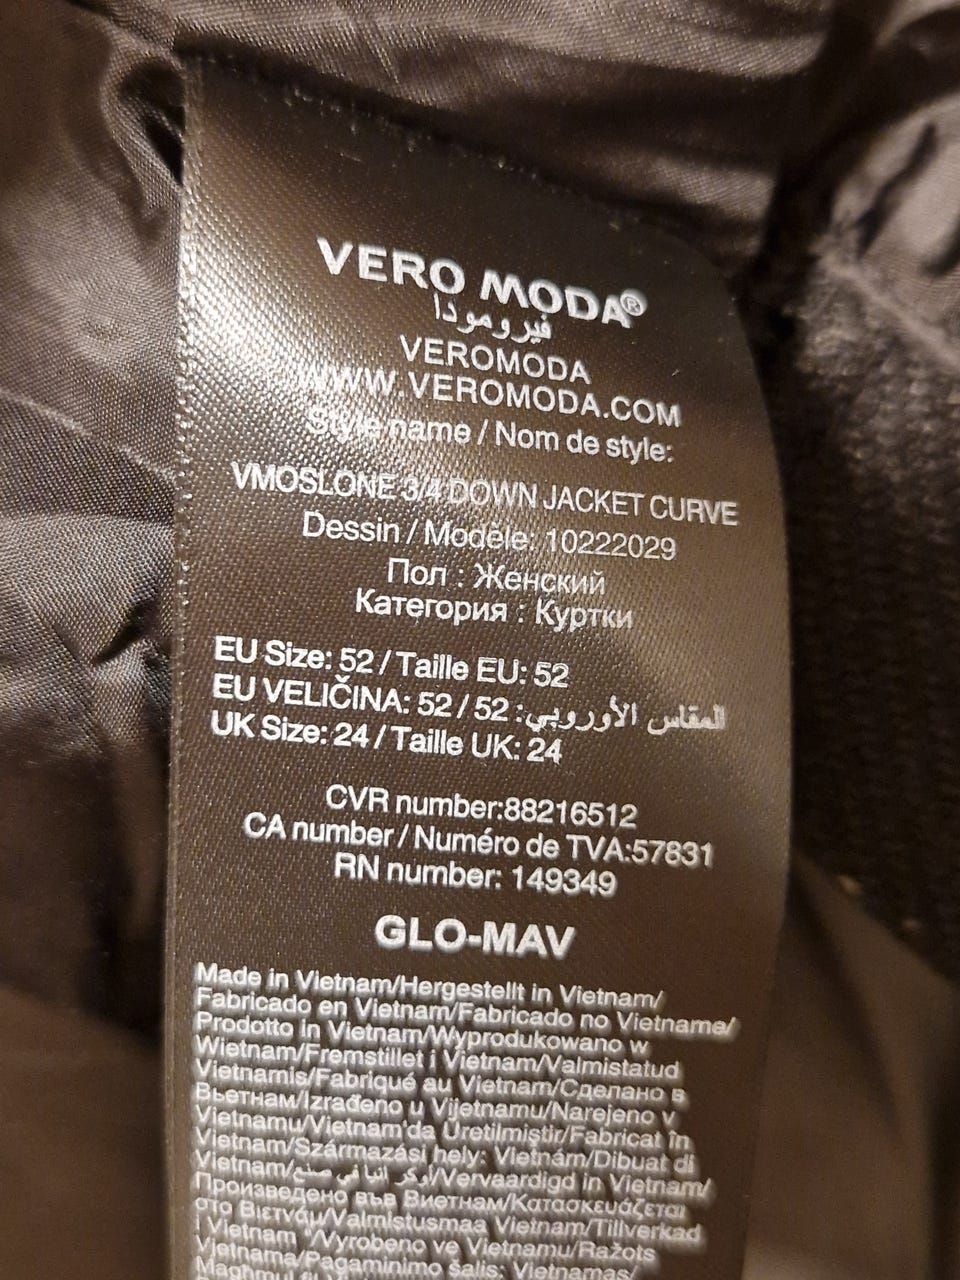 VERO MODA®
فيرومودا
VEROMODA
WWW.VEROMODA.COM
Style name / Nom de style:
VMOSLONE 3/4 DOWN JACKET CURVE
Dessin / Modèle: 10222029
Пол : Женский
Категория : Куртки
EU Size: 52 / Taille EU: 52
EU VELIČINA: 52 / 52 :المقاس الأوروبي
UK Size: 24 / Taille UK: 24
CVR number:88216512
CA number / Numéro de TVA:57831
RN number: 149349
GLO-MAV
Made in Vietnam/Hergestellt in Vietnam/
Fabricado en Vietnam/Fabricado no Vietname/
Prodotto in Vietnam/Wyprodukowano w
Wietnam/Fremstillet i Vietnam/Valmistatud
Vietnamis/Fabriqué au Vietnam/Сделано в
Вьетнам/Izrađeno u Vijetnamu/Narejeno v
Vietnamu/Vietnam'da Üretilmiştir/Fabricat în
Vietnam/Származási hely: Vietnám/Dibuat di
Vietnam/في صنع/Vervaardigd in Vietnam/
Произведено във Виетнам/Κατασκευάζεται
στο Βιετνάμ/Valmistusmaa Vietnam/Tillverkad
i Vietnam /Vyrobeno ve Vietnamu/Ražots
Vjetnama/Pagaminimo šalis: Vietnamas/